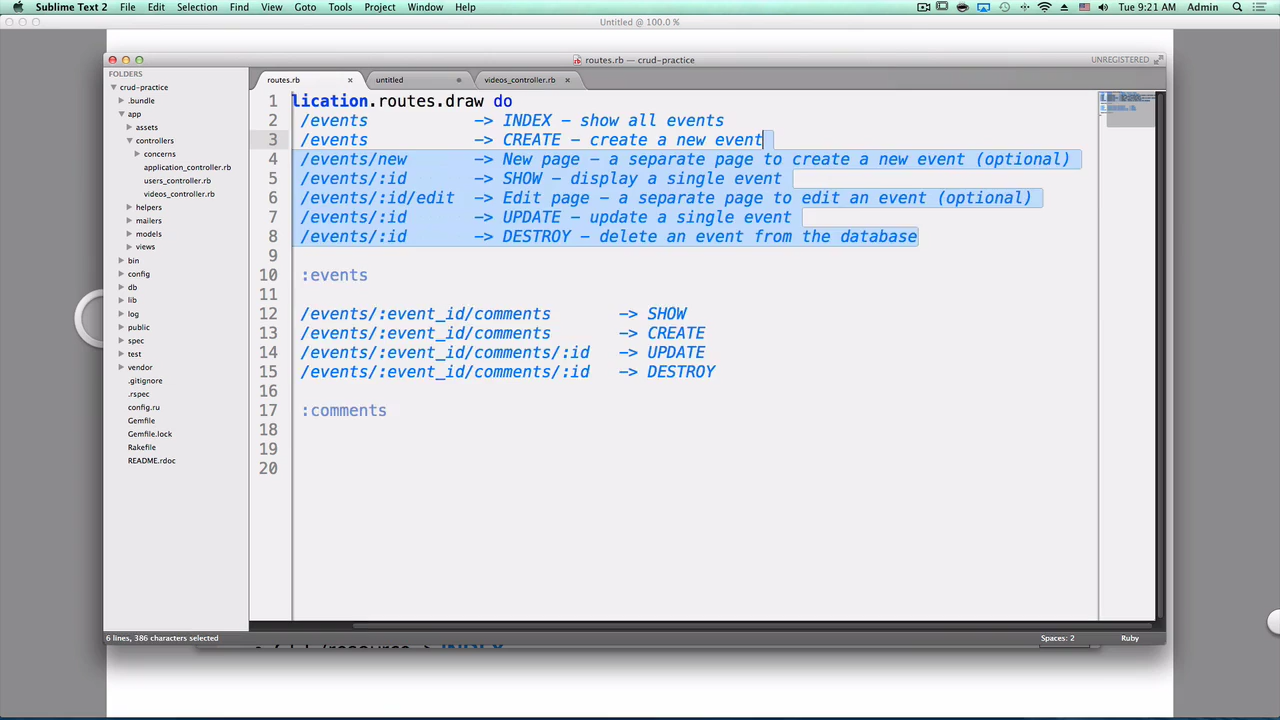 Sublime Text 2 File Edit Selection Find View Goto Tools Project Window Help Tue 9:21 AM Admin
Untitled @ 100.0 %
routes.rb — crud-practice UNREGISTERED
FOLDERS
crud-practice
.bundle
app
assets
controllers
concerns
application_controller.rb
users_controller.rb
videos_controller.rb
helpers
mailers
models
views
bin
config
db
lib
log
public
spec
test
vendor
.gitignore
.rspec
config.ru
Gemfile
Gemfile.lock
Rakefile
README.rdoc
routes.rb untitled videos_controller.rb
1 lication.routes.draw do
2 /events -> INDEX - show all events
3 /events -> CREATE - create a new event
4 /events/new -> New page - a separate page to create a new event (optional)
5 /events/:id -> SHOW - display a single event
6 /events/:id/edit -> Edit page - a separate page to edit an event (optional)
7 /events/:id -> UPDATE - update a single event
8 /events/:id -> DESTROY - delete an event from the database
9
10 :events
11
12 /events/:event_id/comments -> SHOW
13 /events/:event_id/comments -> CREATE
14 /events/:event_id/comments/:id -> UPDATE
15 /events/:event_id/comments/:id -> DESTROY
16
17 :comments
18
19
20
6 lines, 386 characters selected Spaces: 2 Ruby